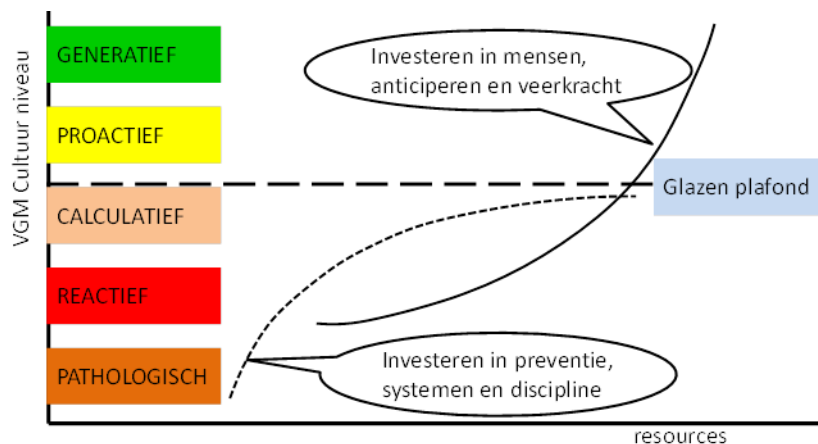 VGM Cultuur niveau
GENERATIEF
PROACTIEF
CALCULATIEF
REACTIEF
PATHOLOGISCH
Investeren in mensen,
anticiperen en veerkracht
Glazen plafond
Investeren in preventie,
systemen en discipline
resources